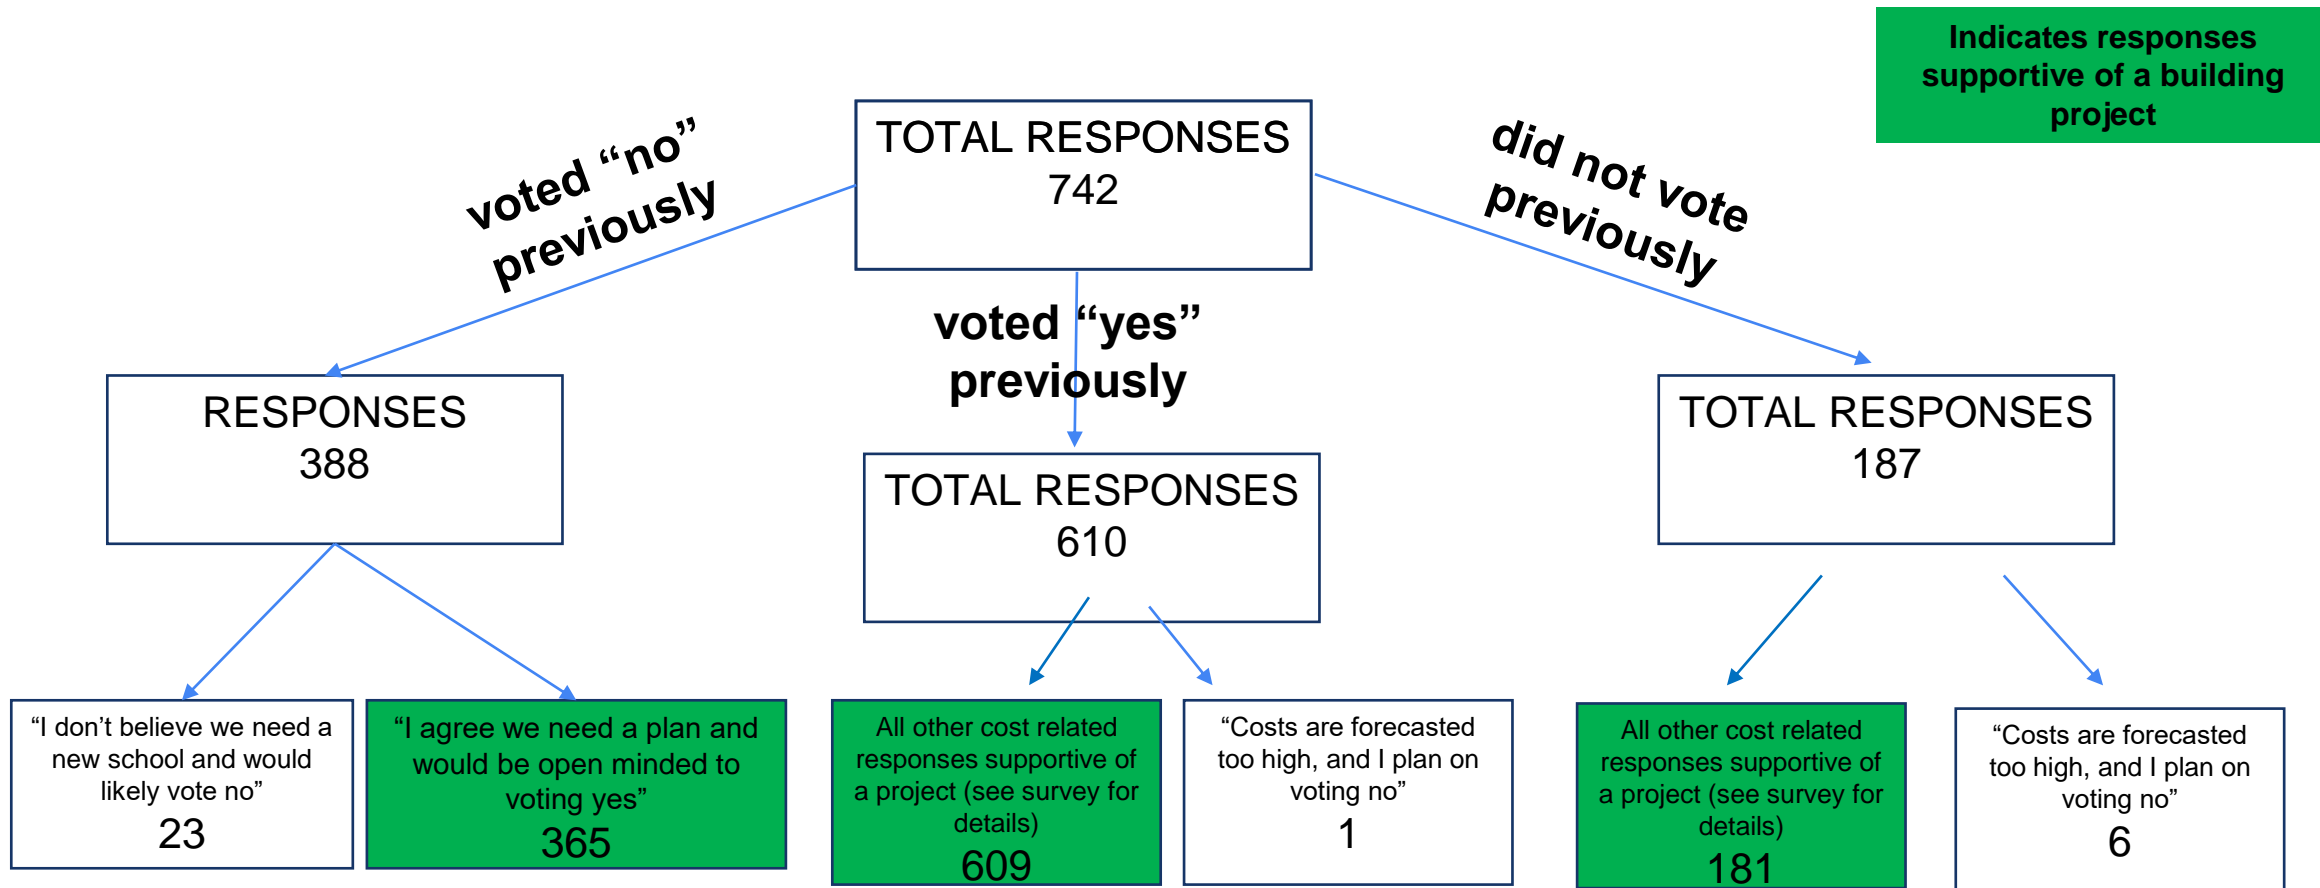 Indicates responses
supportive of a building
project
TOTAL RESPONSES
742
voted “no”
previously
voted “yes”
previously
did not vote
previously
RESPONSES
388
TOTAL RESPONSES
610
TOTAL RESPONSES
187
“I don’t believe we need a
new school and would
likely vote no”
23
“I agree we need a plan and
would be open minded to
voting yes”
365
All other cost related
responses supportive of
a project (see survey for
details)
609
“Costs are forecasted
too high, and I plan on
voting no”
1
All other cost related
responses supportive of
a project (see survey for
details)
181
“Costs are forecasted
too high, and I plan on
voting no”
6